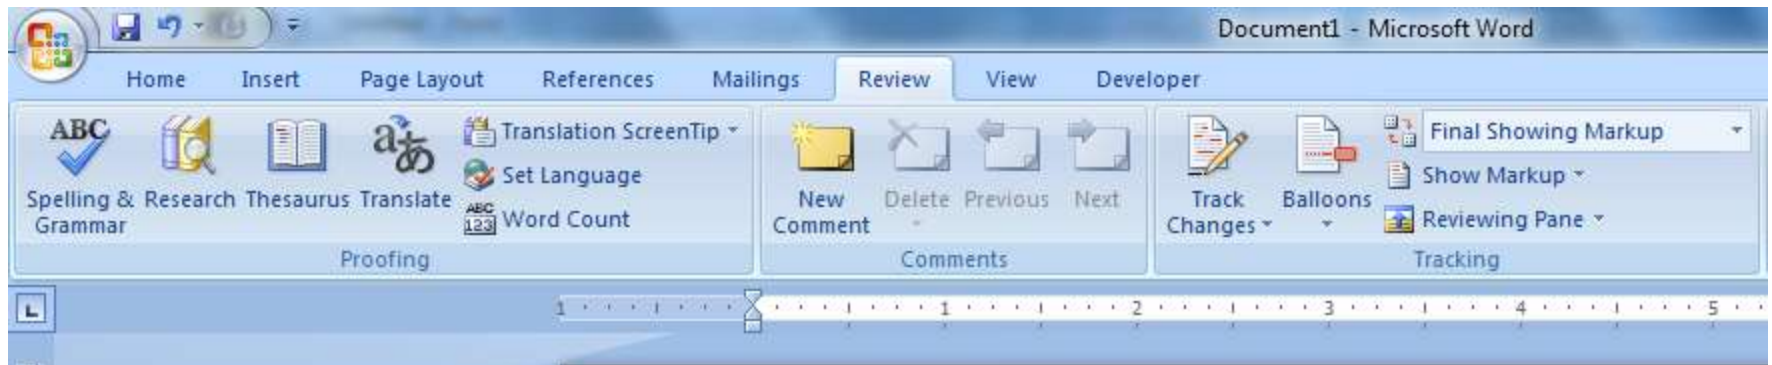 Document1 - Microsoft Word
Home Insert Page Layout References Mailings Review View Developer
ABC
Spelling & Grammar
Research
Thesaurus
aあ
Translate
Translation ScreenTip
Set Language
ABC 123 Word Count
Proofing
New Comment
Delete
Previous
Next
Comments
Track Changes
Balloons
Final Showing Markup
Show Markup
Reviewing Pane
Tracking
L
1 1 2 3 4 5